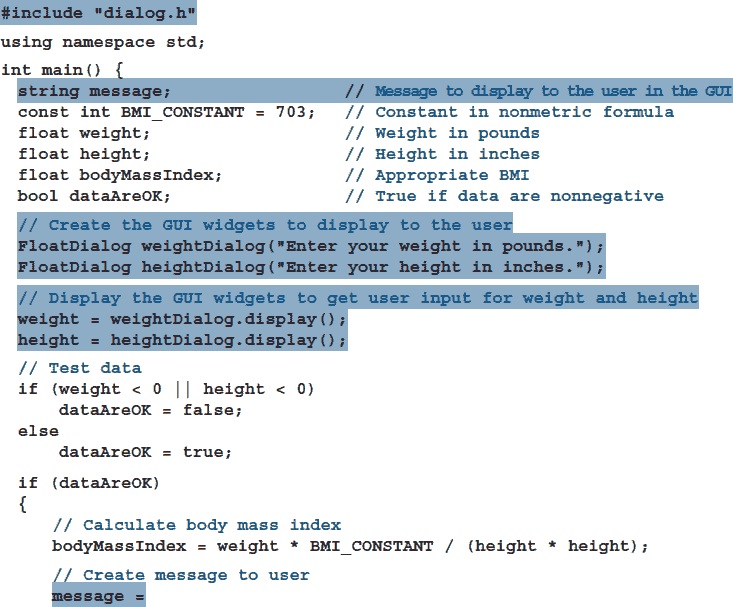 #include "dialog.h"
using namespace std;
int main() {
string message; // Message to display to the user in the GUI
const int BMI_CONSTANT = 703; // Constant in nonmetric formula
float weight; // Weight in pounds
float height; // Height in inches
float bodyMassIndex; // Appropriate BMI
bool dataAreOK; // True if data are nonnegative
// Create the GUI widgets to display to the user
FloatDialog weightDialog("Enter your weight in pounds.");
FloatDialog heightDialog("Enter your height in inches.");
// Display the GUI widgets to get user input for weight and height
weight = weightDialog.display();
height = heightDialog.display();
// Test data
if (weight < 0 || height < 0)
dataAreOK = false;
else
dataAreOK = true;
if (dataAreOK)
{
// Calculate body mass index
bodyMassIndex = weight * BMI_CONSTANT / (height * height);
// Create message to user
message =